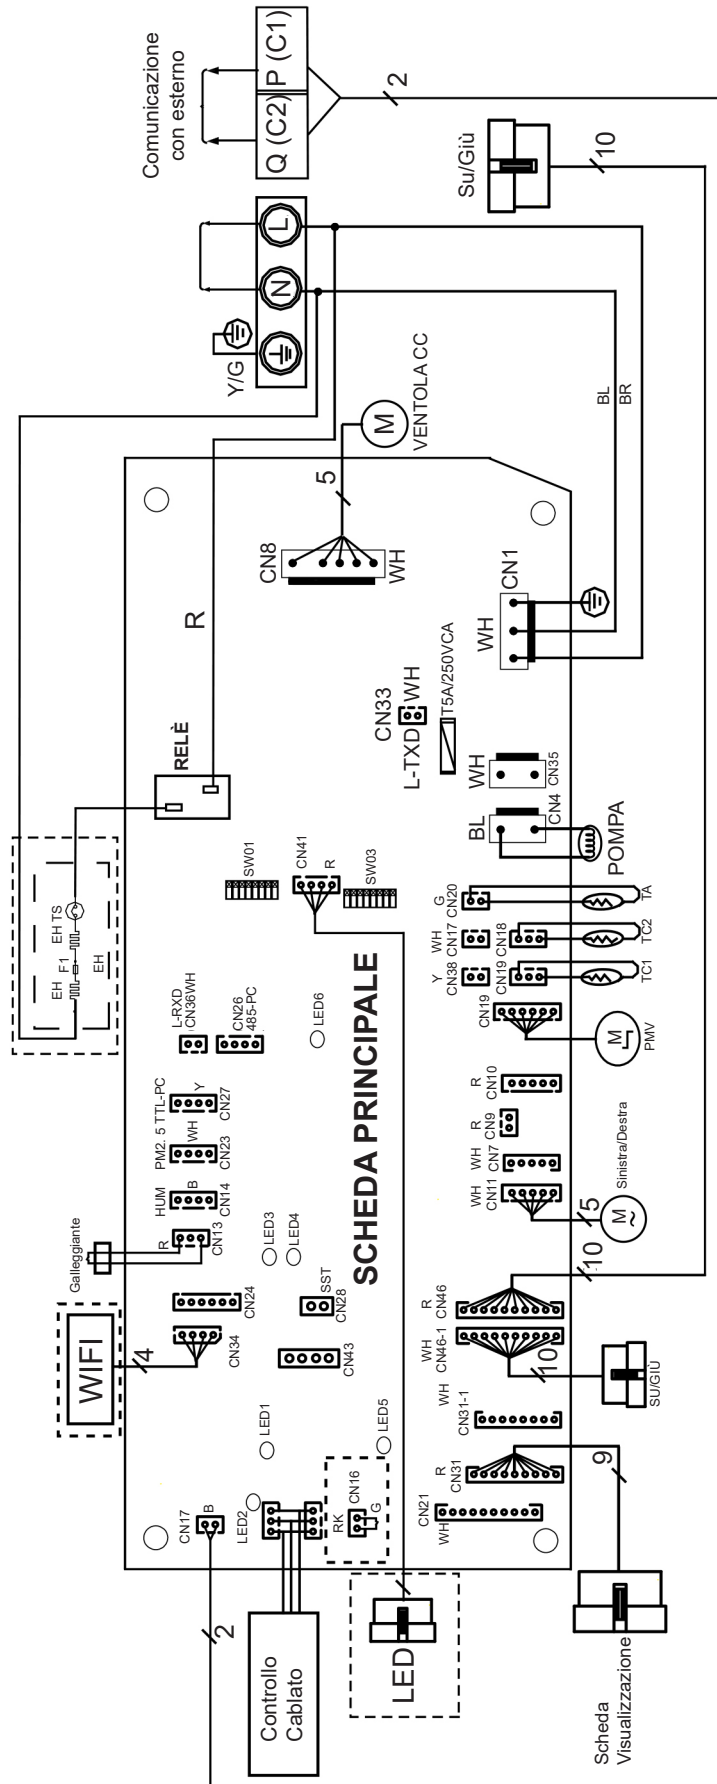 Comunicazione
con esterno
Q (C2)
P (C1)
2
Su/Giù
10
L
N
Y/G
BL
BR
M
VENTOLA CC
5
CN8
WH
R
RELÈ
CN1
WH
CN33
WH
L-TXD
T5A/250VCA
WH
CN35
BL
CN4
POMPA
EH
F1
EH TS
EH
SW01
CN41
R
SW03
G
CN20
TA
WH
CN17
CN18
TC2
Y
CN38
CN19
TC1
L-RXD
CN36WH
CN26
485-PC
LED6
SCHEDA PRINCIPALE
CN19
M
PMV
R
CN10
R
CN9
WH
CN7
WH
CN11
5
M
Sinistra/Destra
TTL-PC
Y
CN27
PM2. 5
WH
CN23
HUM
B
CN14
Galleggiante
R
CN13
LED3
LED4
CN24
SST
CN28
WIFI
4
CN34
CN43
R
CN46
10
WH
CN46-1
10
SU/GIÙ
WH
CN31-1
LED1
LED5
R
CN31
9
CN21
WH
CN17
B
2
LED2
RK
CN16
G
Controllo
Cablato
LED
Scheda
Visualizzazione